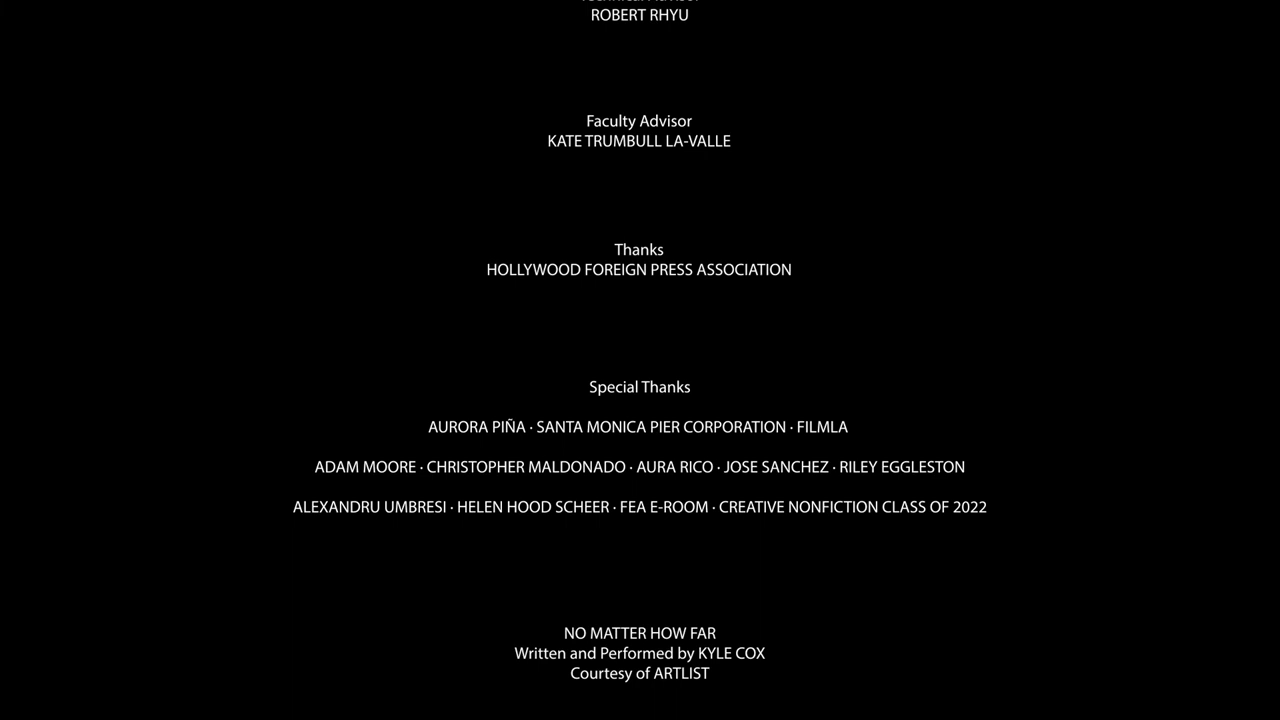 ROBERT RHYU
Faculty Advisor
KATE TRUMBULL LA-VALLE
Thanks
HOLLYWOOD FOREIGN PRESS ASSOCIATION
Special Thanks
AURORA PIÑA · SANTA MONICA PIER CORPORATION · FILMLA
ADAM MOORE · CHRISTOPHER MALDONADO · AURA RICO · JOSE SANCHEZ · RILEY EGGLESTON
ALEXANDRU UMBRESI · HELEN HOOD SCHEER · FEA E-ROOM · CREATIVE NONFICTION CLASS OF 2022
NO MATTER HOW FAR
Written and Performed by KYLE COX
Courtesy of ARTLIST